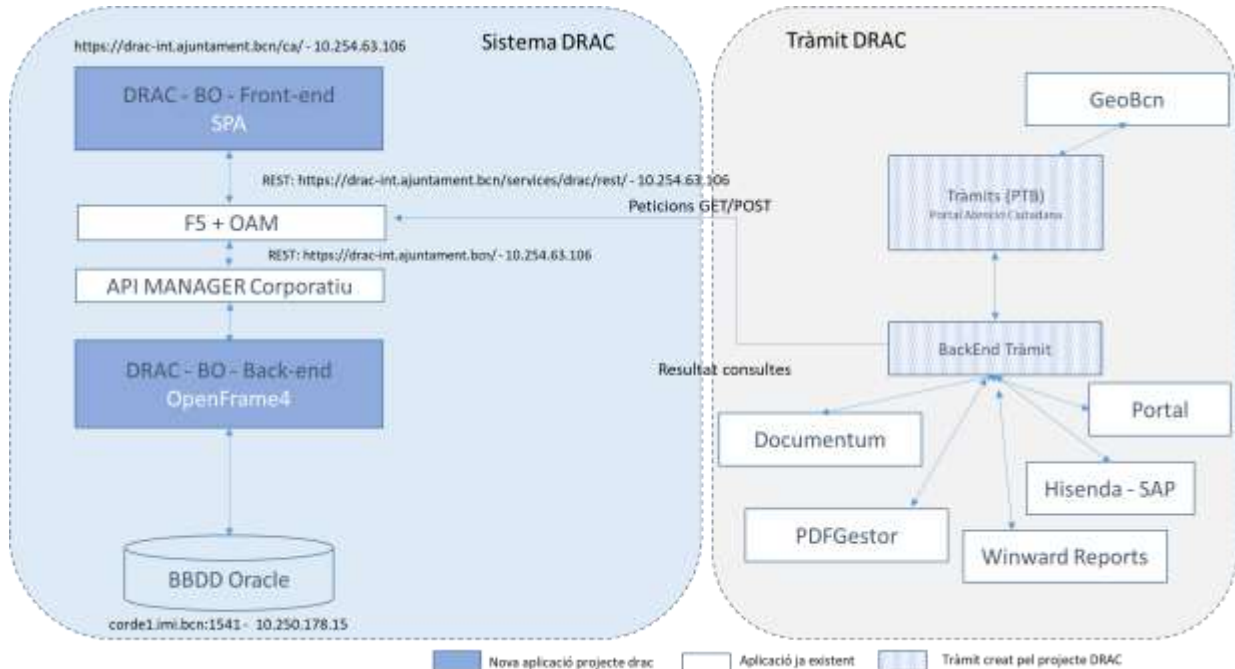 https://drac-int.ajuntament.bcn/ca/ - 10.254.63.106
Sistema DRAC
DRAC - BO - Front-end
SPA
REST: https://drac-int.ajuntament.bcn/services/drac/rest/ - 10.254.63.106
Peticions GET/POST
F5 + OAM
REST: https://drac-int.ajuntament.bcn/ - 10.254.63.106
API MANAGER Corporatiu
DRAC - BO - Back-end
OpenFrame4
Resultat consultes
BBDD Oracle
corde1.imi.bcn:1541 - 10.250.178.15
Tràmit DRAC
GeoBcn
Tràmits (PTB)
Portal Atenció Ciutadana
BackEnd Tràmit
Portal
Documentum
Hisenda - SAP
PDFGestor
Winward Reports
Nova aplicació projecte drac
Aplicació ja existent
Tràmit creat pel projecte DRAC